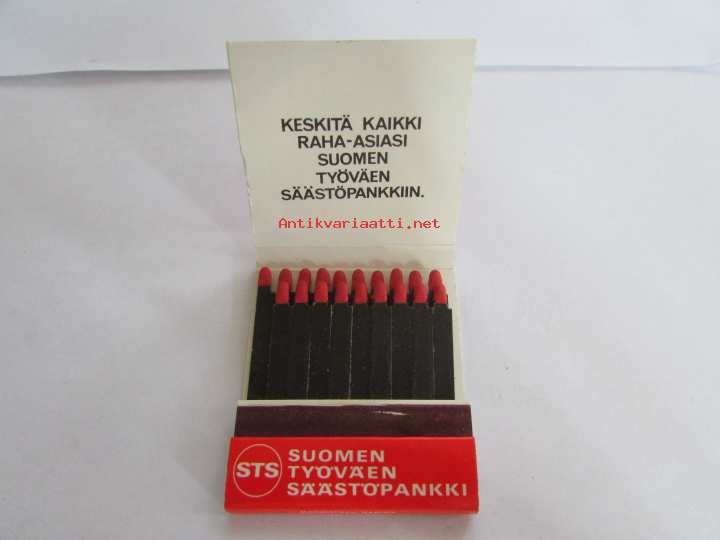 KESKITÄ KAIKKI
RAHA-ASIASI
SUOMEN
TYÖVÄEN
SÄÄSTÖPANKKIIN.
Antikvariaatti.net
STS
SUOMEN
TYÖVÄEN
SÄÄSTÖPANKKI